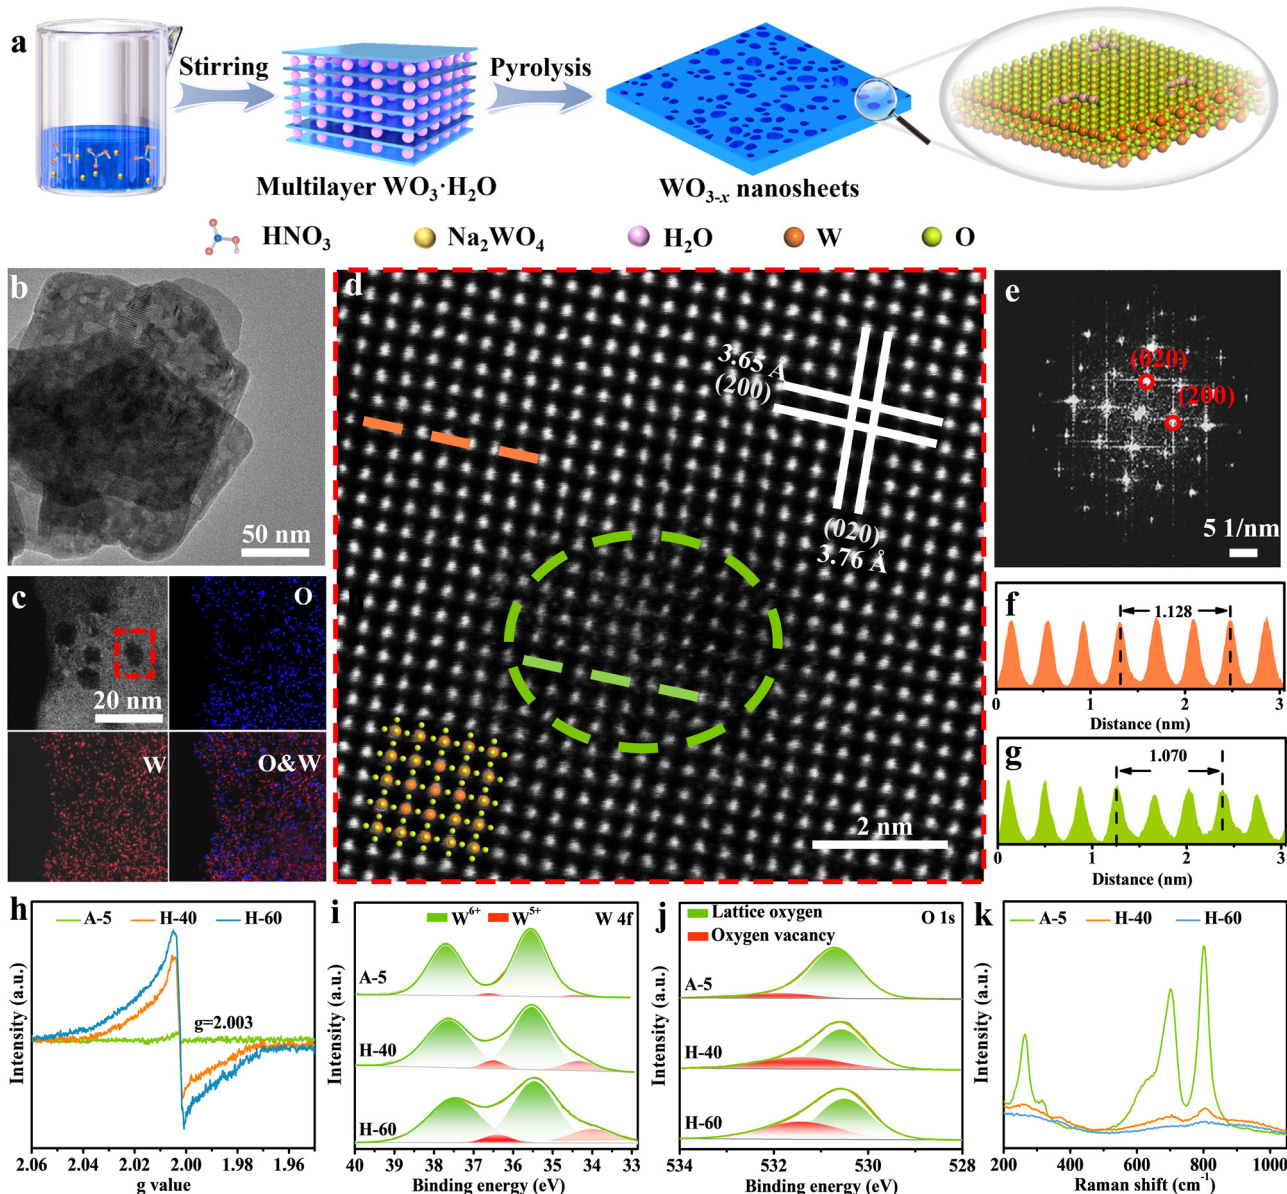 a
Stirring
Pyrolysis
Multilayer WO₃·H₂O
WO₃₋ₓ nanosheets
HNO₃
Na₂WO₄
H₂O
W
O
b
50 nm
c
O
20 nm
W
O&W
d
3.65 Å
(200)
(020)
3.76 Å
2 nm
e
(020)
(200)
5 1/nm
f
1.128
0 1 2 3
Distance (nm)
g
1.070
0 1 2 3
Distance (nm)
h
A-5 H-40 H-60
g=2.003
Intensity (a.u.)
2.06 2.04 2.02 2.00 1.98 1.96
g value
i
W⁶⁺ W⁵⁺ W 4f
A-5
H-40
H-60
Intensity (a.u.)
40 39 38 37 36 35 34 33
Binding energy (eV)
j
Lattice oxygen O 1s
Oxygen vacancy
A-5
H-40
H-60
Intensity (a.u.)
534 532 530 528
Binding energy (eV)
k
A-5 H-40 H-60
Intensity (a.u.)
200 400 600 800 1000
Raman shift (cm⁻¹)